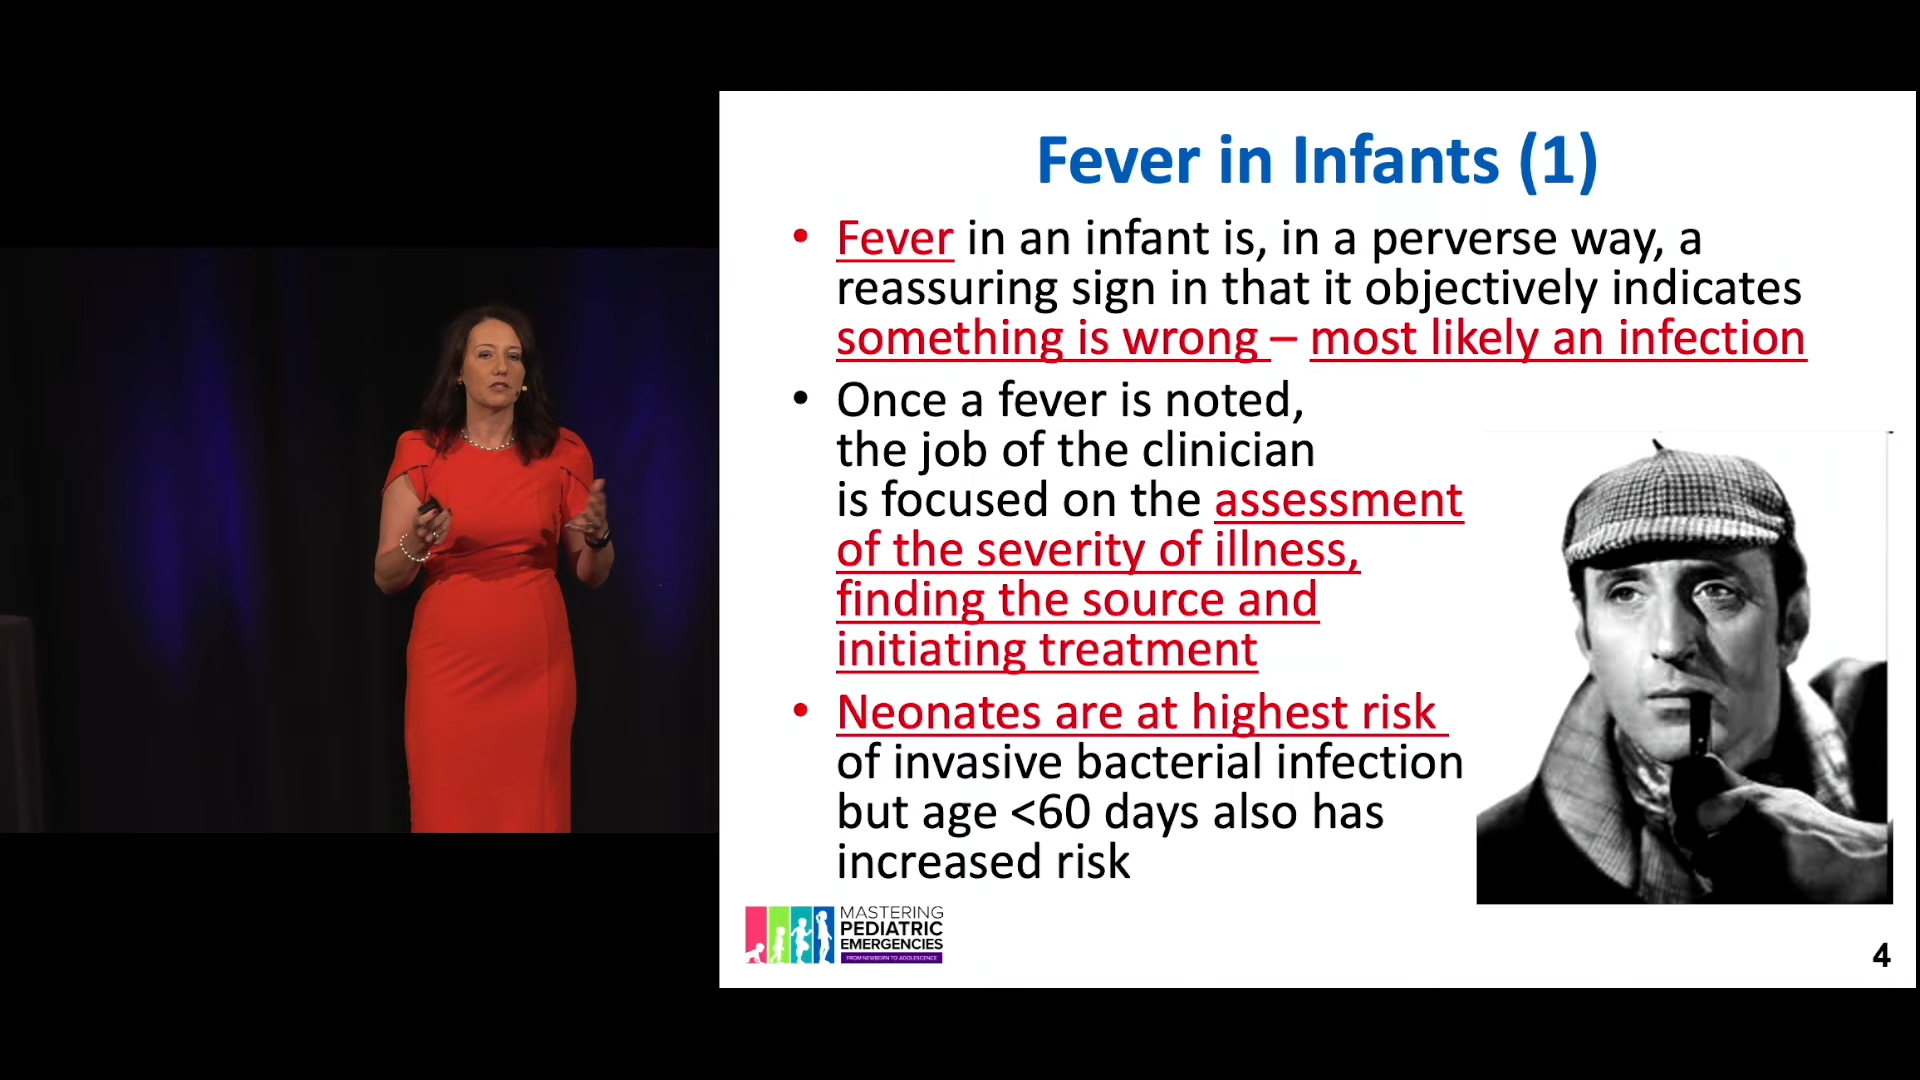 Fever in Infants (1)
• Fever in an infant is, in a perverse way, a
reassuring sign in that it objectively indicates
something is wrong – most likely an infection
• Once a fever is noted,
the job of the clinician
is focused on the assessment
of the severity of illness,
finding the source and
initiating treatment
• Neonates are at highest risk
of invasive bacterial infection
but age <60 days also has
increased risk
MASTERING
PEDIATRIC
EMERGENCIES
FROM NEWBORN TO ADOLESCENCE
4